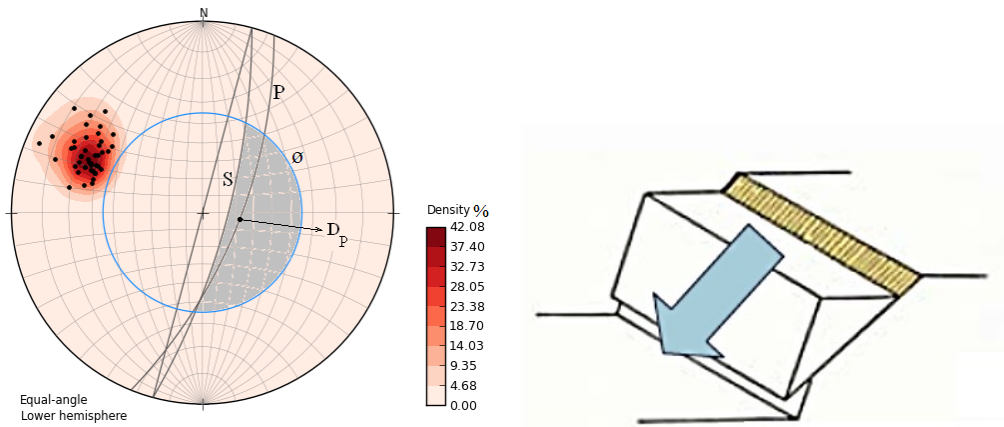 N
P
ø
S
D
P
Density %
42.08
37.40
32.73
28.05
23.38
18.70
14.03
9.35
4.68
0.00
Equal-angle
Lower hemisphere